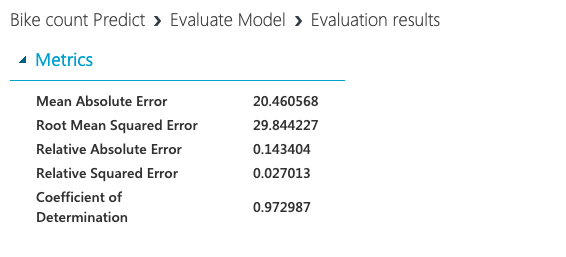 Bike count Predict ❯ Evaluate Model ❯ Evaluation results
Metrics
Mean Absolute Error 20.460568
Root Mean Squared Error 29.844227
Relative Absolute Error 0.143404
Relative Squared Error 0.027013
Coefficient of
Determination 0.972987